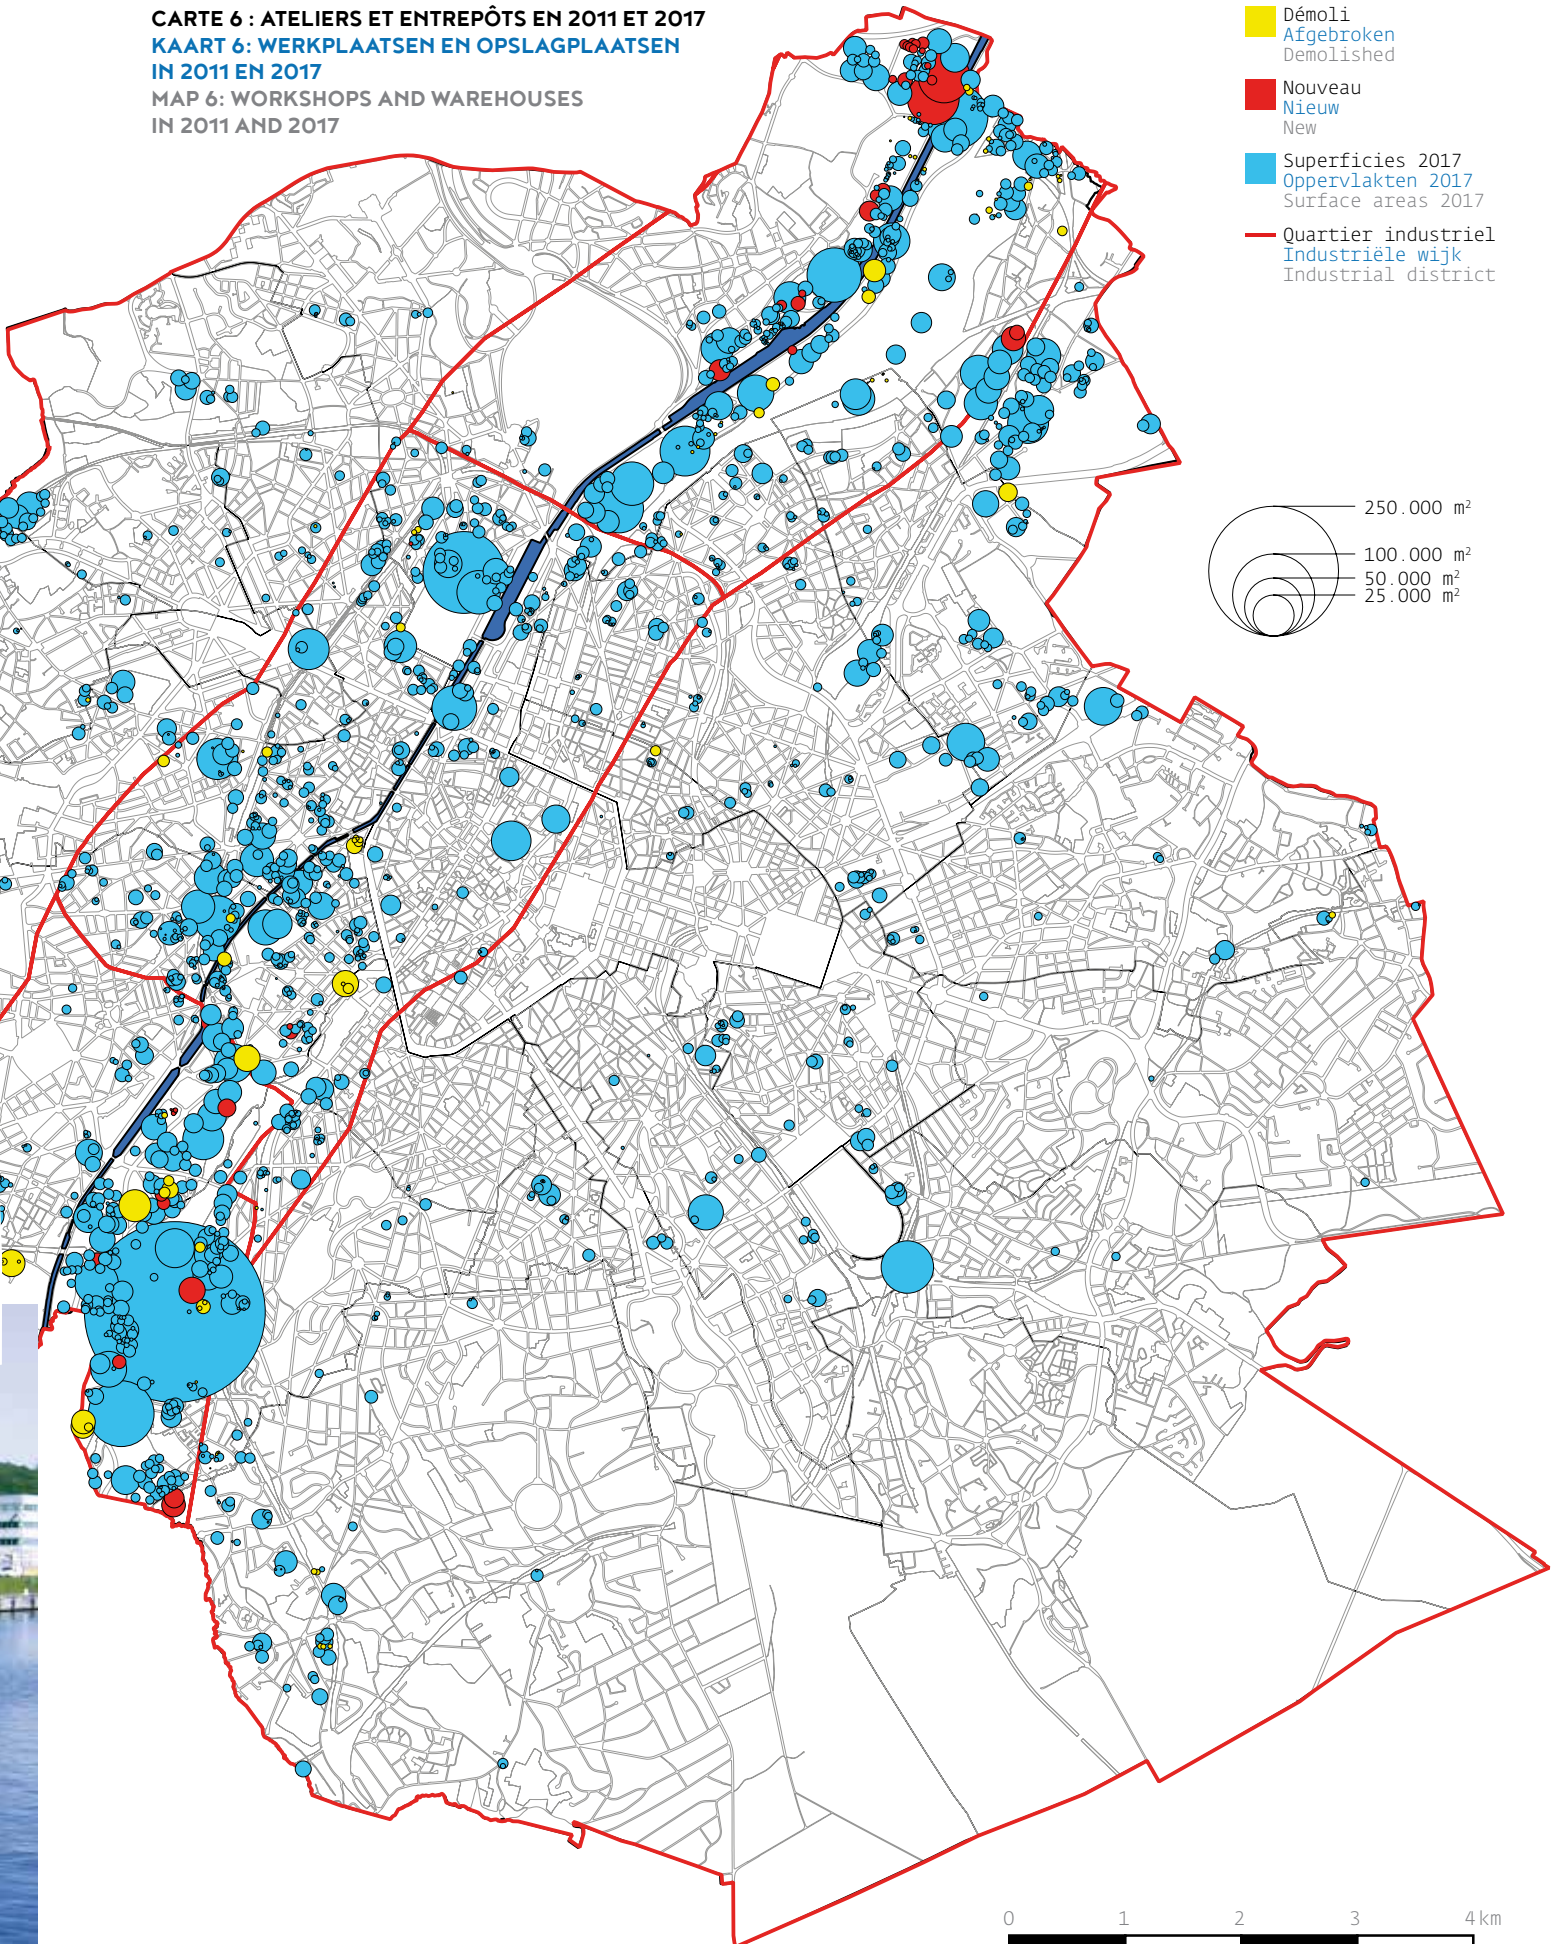 CARTE 6 : ATELIERS ET ENTREPÔTS EN 2011 ET 2017
KAART 6: WERKPLAATSEN EN OPSLAGPLAATSEN
IN 2011 EN 2017
MAP 6: WORKSHOPS AND WAREHOUSES
IN 2011 AND 2017
Démoli
Afgebroken
Demolished
Nouveau
Nieuw
New
Superficies 2017
Oppervlakten 2017
Surface areas 2017
Quartier industriel
Industriële wijk
Industrial district
250.000 m²
100.000 m²
50.000 m²
25.000 m²
0 1 2 3 4 km